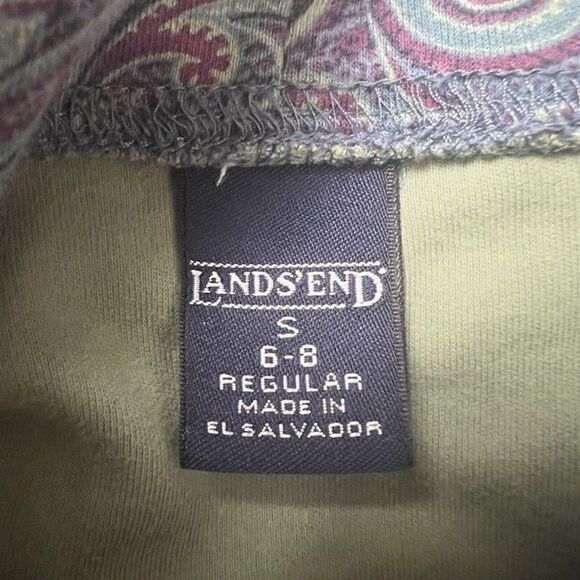 LANDS' END
S
6-8
REGULAR
MADE IN
EL SALVADOR